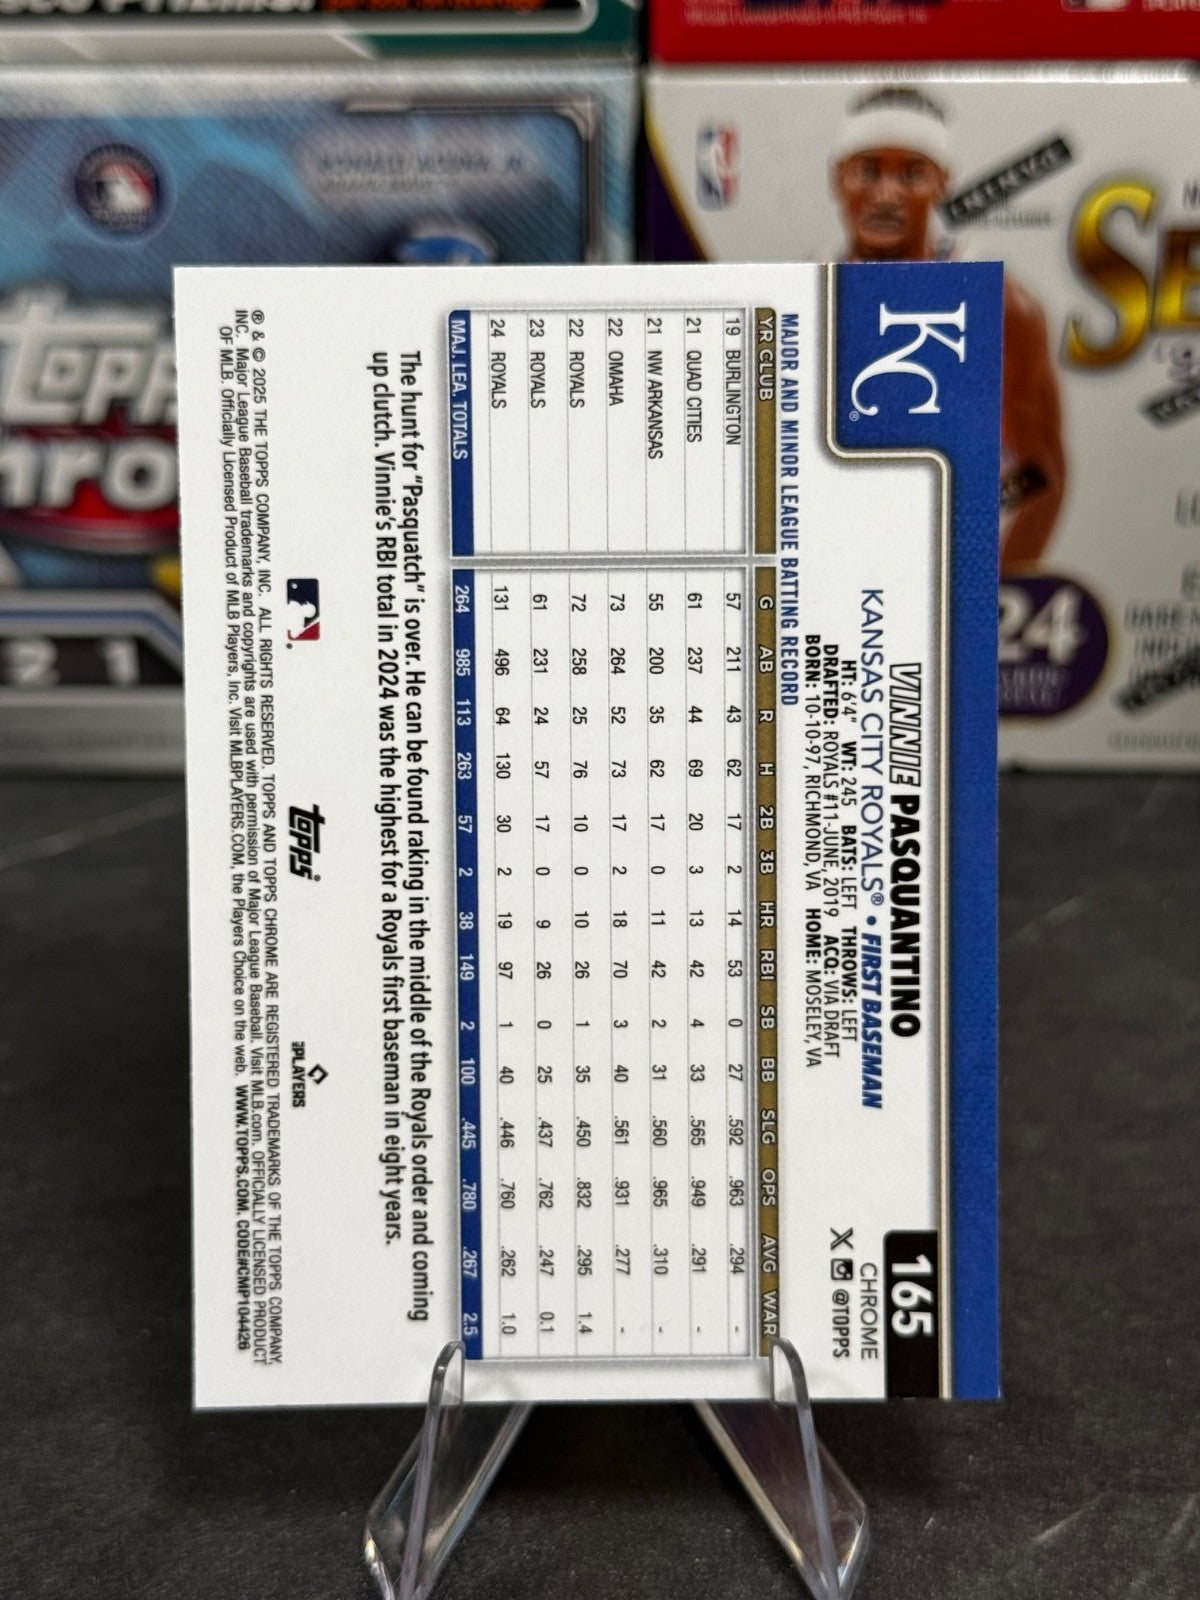 165
CHROME
@TOPPS
VINNIE PASQUANTINO
KANSAS CITY ROYALS® • FIRST BASEMAN
HT: 6'4" WT: 245 BATS: LEFT THROWS: LEFT
DRAFTED: ROYALS #11-JUNE, 2019 ACQ: VIA DRAFT
BORN: 10-10-97, RICHMOND, VA HOME: MOSELEY, VA
KC®
MAJOR AND MINOR LEAGUE BATTING RECORD
YR CLUB G AB R H 2B 3B HR RBI SB BB SLG OPS AVG WAR
19 BURLINGTON 57 211 43 62 17 2 14 53 0 27 .592 .963 .294 -
21 QUAD CITIES 61 237 44 69 20 3 13 42 4 33 .565 .949 .291 -
21 NW ARKANSAS 55 200 35 62 17 0 11 42 2 31 .560 .965 .310 -
22 OMAHA 73 264 52 73 17 2 18 70 3 40 .561 .931 .277 -
22 ROYALS 72 258 25 76 10 0 10 26 1 35 .450 .832 .295 1.4
23 ROYALS 61 231 24 57 17 0 9 26 0 25 .437 .762 .247 0.1
24 ROYALS 131 496 64 130 30 2 19 97 1 40 .446 .760 .262 1.0
MAJ. LEA. TOTALS 264 985 113 263 57 2 38 149 2 100 .445 .780 .267 2.5
The hunt for "Pasquatch" is over. He can be found raking in the middle of the Royals order and coming
up clutch. Vinnie's RBI total in 2024 was the highest for a Royals first baseman in eight years.
topps®
PLAYERS
® & © 2025 THE TOPPS COMPANY, INC. ALL RIGHTS RESERVED. TOPPS AND TOPPS CHROME ARE REGISTERED TRADEMARKS OF THE TOPPS COMPANY,
INC. Major League Baseball trademarks and copyrights are used with permission of Major League Baseball. Visit MLB.com. OFFICIALLY LICENSED PRODUCT
OF MLB. Officially Licensed Product of MLB Players, Inc. Visit MLBPLAYERS.COM, the Players Choice on the web. WWW.TOPPS.COM. CODE#CMP104426
24